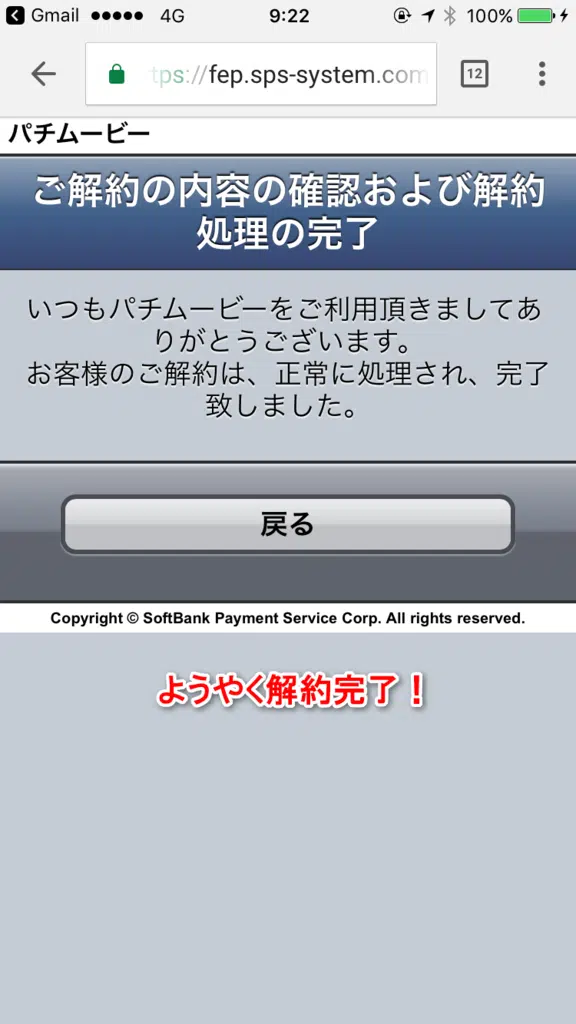 Gmail 4G 9:22 100%
tps://fep.sps-system.com 12
パチムービー
ご解約の内容の確認および解約
処理の完了
いつもパチムービーをご利用頂きましてあ
りがとうございます。
お客様のご解約は、正常に処理され、完了
致しました。
戻る
Copyright © SoftBank Payment Service Corp. All rights reserved.
ようやく解約完了！